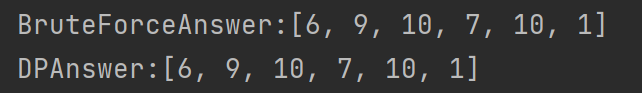 BruteForceAnswer:[6, 9, 10, 7, 10, 1]
DPAnswer:[6, 9, 10, 7, 10, 1]